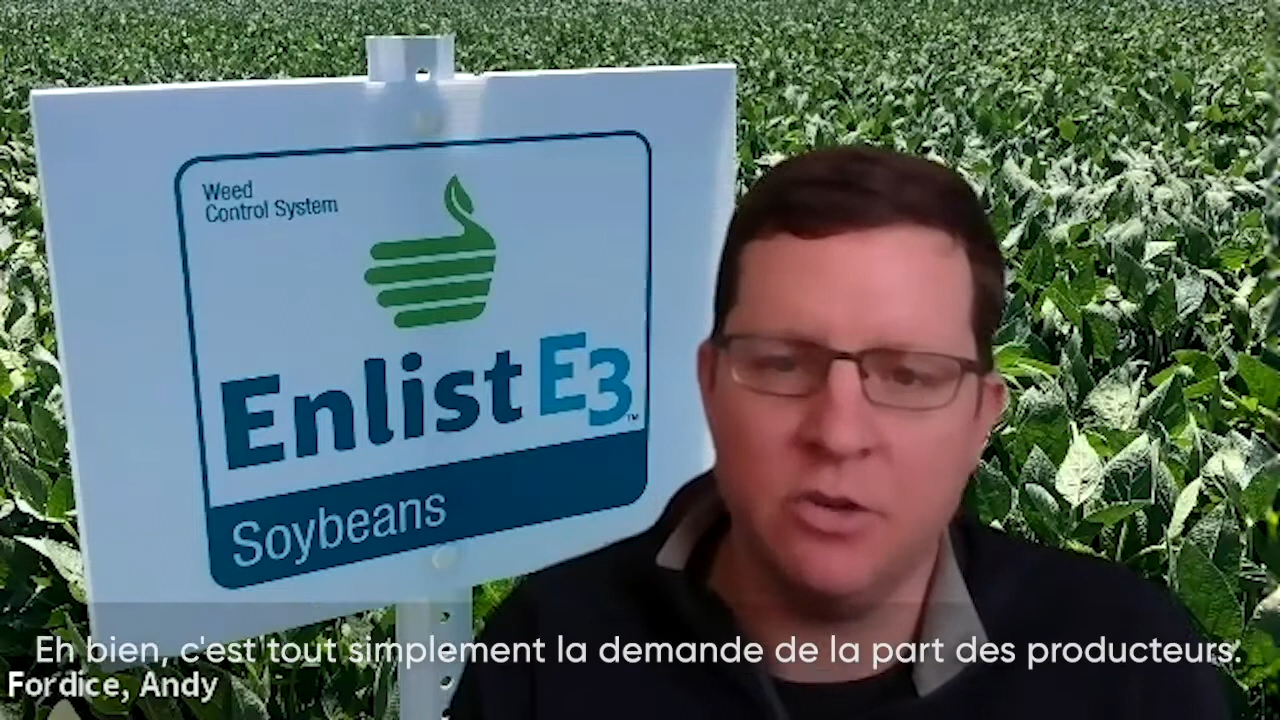 Weed
Control System
Enlist E3™
Soybeans
Eh bien, c'est tout simplement la demande de la part des producteurs.
Fordice, Andy